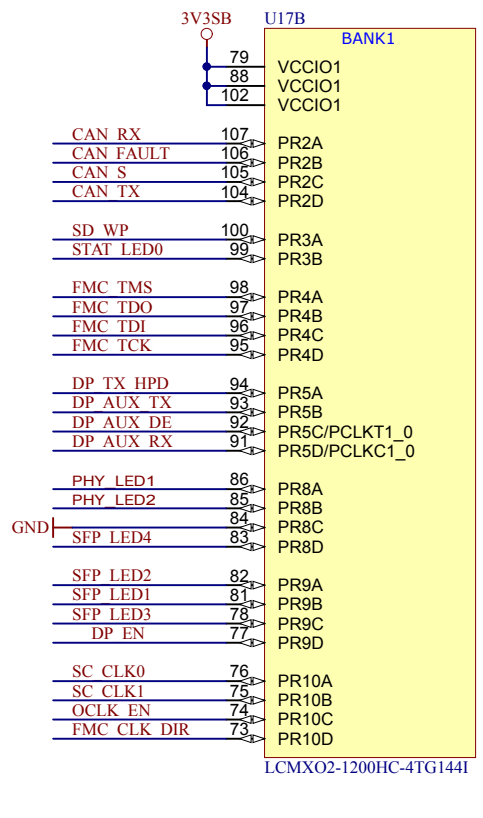 3V3SB U17B
BANK1
79 VCCIO1
88 VCCIO1
102 VCCIO1
CAN_RX 107 PR2A
CAN_FAULT 106 PR2B
CAN_S 105 PR2C
CAN_TX 104 PR2D
SD_WP 100 PR3A
STAT_LED0 99 PR3B
FMC_TMS 98 PR4A
FMC_TDO 97 PR4B
FMC_TDI 96 PR4C
FMC_TCK 95 PR4D
DP_TX_HPD 94 PR5A
DP_AUX_TX 93 PR5B
DP_AUX_DE 92 PR5C/PCLKT1_0
DP_AUX_RX 91 PR5D/PCLKC1_0
PHY_LED1 86 PR8A
PHY_LED2 85 PR8B
GND 84 PR8C
SFP_LED4 83 PR8D
SFP_LED2 82 PR9A
SFP_LED1 81 PR9B
SFP_LED3 78 PR9C
DP_EN 77 PR9D
SC_CLK0 76 PR10A
SC_CLK1 75 PR10B
OCLK_EN 74 PR10C
FMC_CLK_DIR 73 PR10D
LCMXO2-1200HC-4TG144I